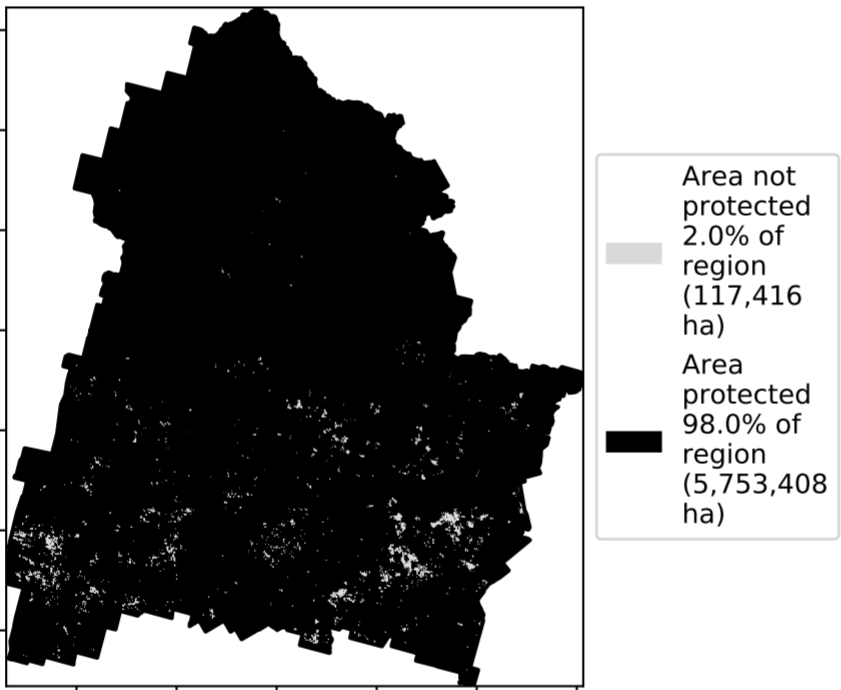 Area not
protected
2.0% of
region
(117,416
ha)
Area
protected
98.0% of
region
(5,753,408
ha)